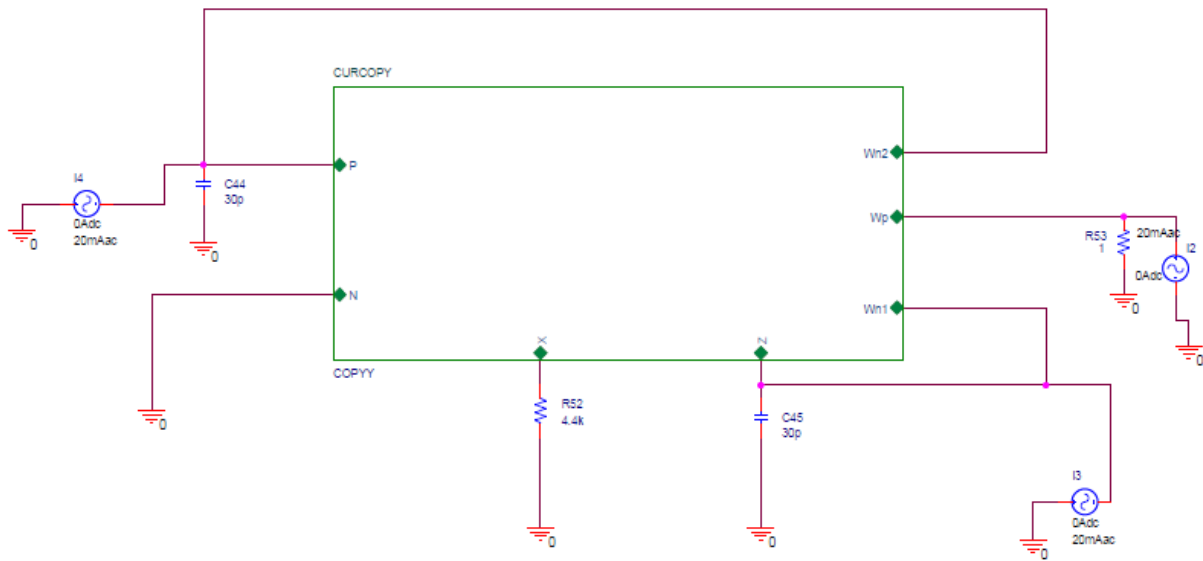 CURCOPY
Wn2
P
I4
C44
30p
0Adc
20mAac
0
0
Wp
R53
1
20mAac
I2
0Adc
N
0
Wn1
0
0
X
Z
COPYY
R52
4.4k
C45
30p
I3
0Adc
20mAac
0
0
0